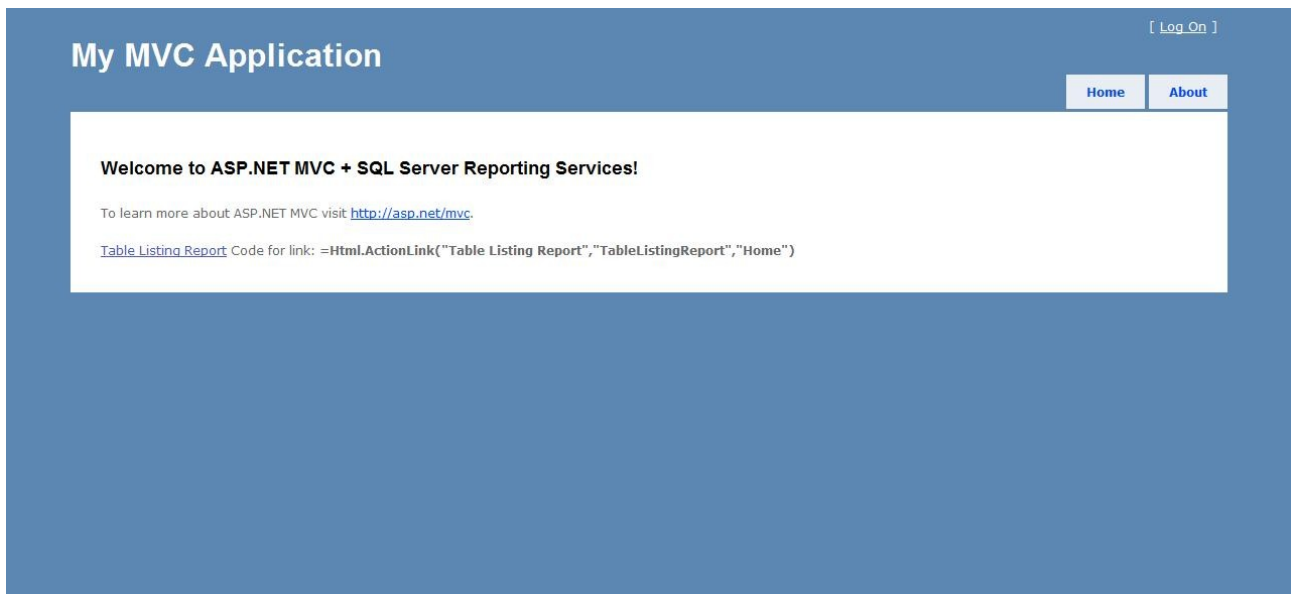 [ Log On ]
My MVC Application
Home About
Welcome to ASP.NET MVC + SQL Server Reporting Services!
To learn more about ASP.NET MVC visit http://asp.net/mvc.
Table Listing Report Code for link: =Html.ActionLink("Table Listing Report","TableListingReport","Home")